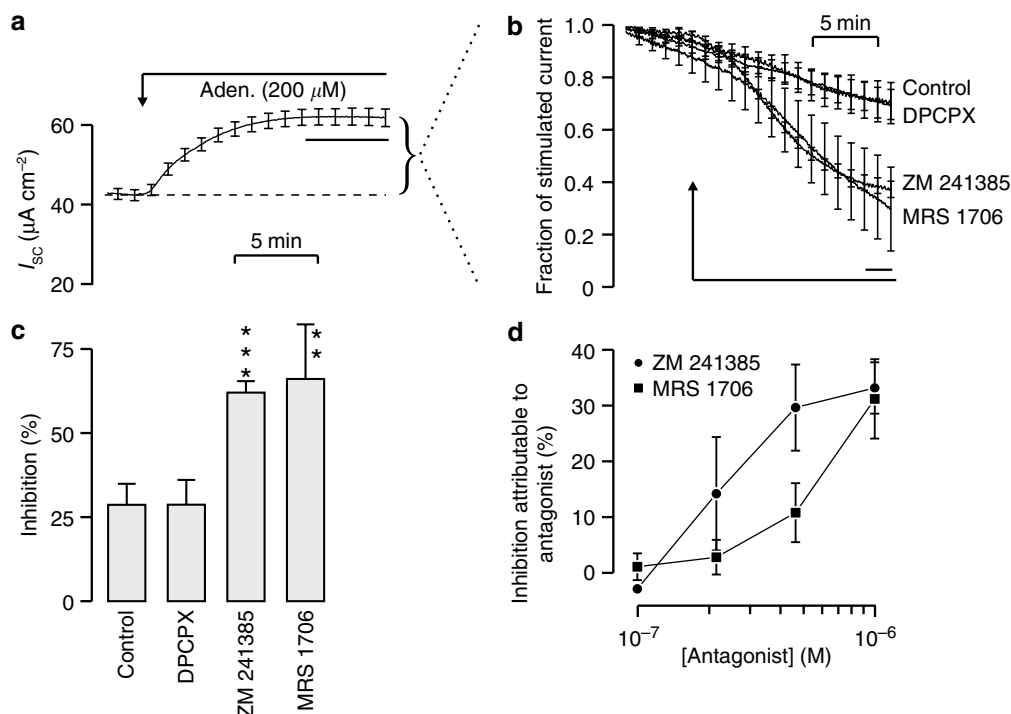 a
Aden. (200 μM)
60
40
20
I_SC (μA cm⁻²)
5 min
b
5 min
1.0
0.8
0.6
0.4
0.2
0
Fraction of stimulated current
Control
DPCPX
ZM 241385
MRS 1706
c
75
50
25
0
Inhibition (%)
***
**
Control
DPCPX
ZM 241385
MRS 1706
d
ZM 241385
MRS 1706
40
30
20
10
0
Inhibition attributable to
antagonist (%)
10⁻⁷
10⁻⁶
[Antagonist] (M)